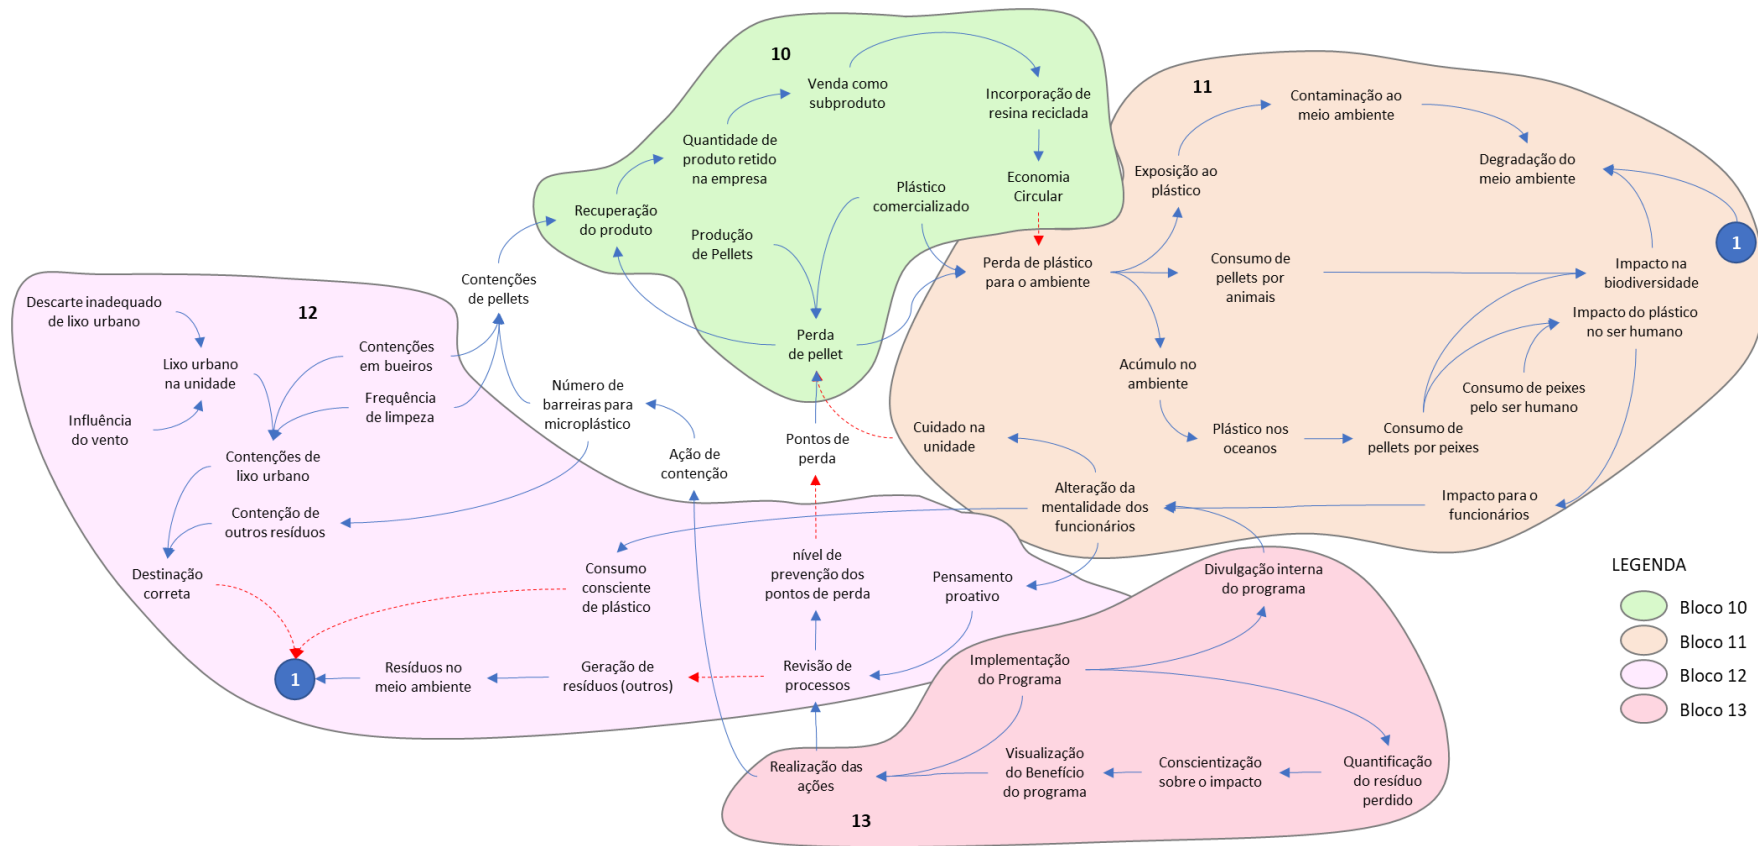 10
Venda como
subproduto
Incorporação de
resina reciclada
Quantidade de
produto retido
na empresa
Plástico
comercializado
Economia
Circular
Recuperação
do produto
Produção
de Pellets
Perda
de pellet
11
Contaminação ao
meio ambiente
Degradação do
meio ambiente
Exposição ao
plástico
1
Perda de plástico
para o ambiente
Consumo de
pellets por
animais
Impacto na
biodiversidade
Impacto do plástico
no ser humano
Acúmulo no
ambiente
Consumo de peixes
pelo ser humano
Cuidado na
unidade
Plástico nos
oceanos
Consumo de
pellets por peixes
Alteração da
mentalidade dos
funcionários
Impacto para o
funcionários
Contenções
de pellets
Número de
barreiras para
microplástico
Ação de
contenção
Pontos de
perda
12
Descarte inadequado
de lixo urbano
Lixo urbano
na unidade
Contenções
em bueiros
Influência
do vento
Frequência
de limpeza
Contenções de
lixo urbano
Contenção de
outros resíduos
Destinação
correta
Consumo
consciente
de plástico
nível de
prevenção dos
pontos de perda
Pensamento
proativo
1
Resíduos no
meio ambiente
Geração de
resíduos (outros)
Revisão de
processos
Divulgação interna
do programa
Implementação
do Programa
Realização das
ações
Visualização
do Benefício
do programa
Conscientização
sobre o impacto
Quantificação
do resíduo
perdido
13
LEGENDA
Bloco 10
Bloco 11
Bloco 12
Bloco 13